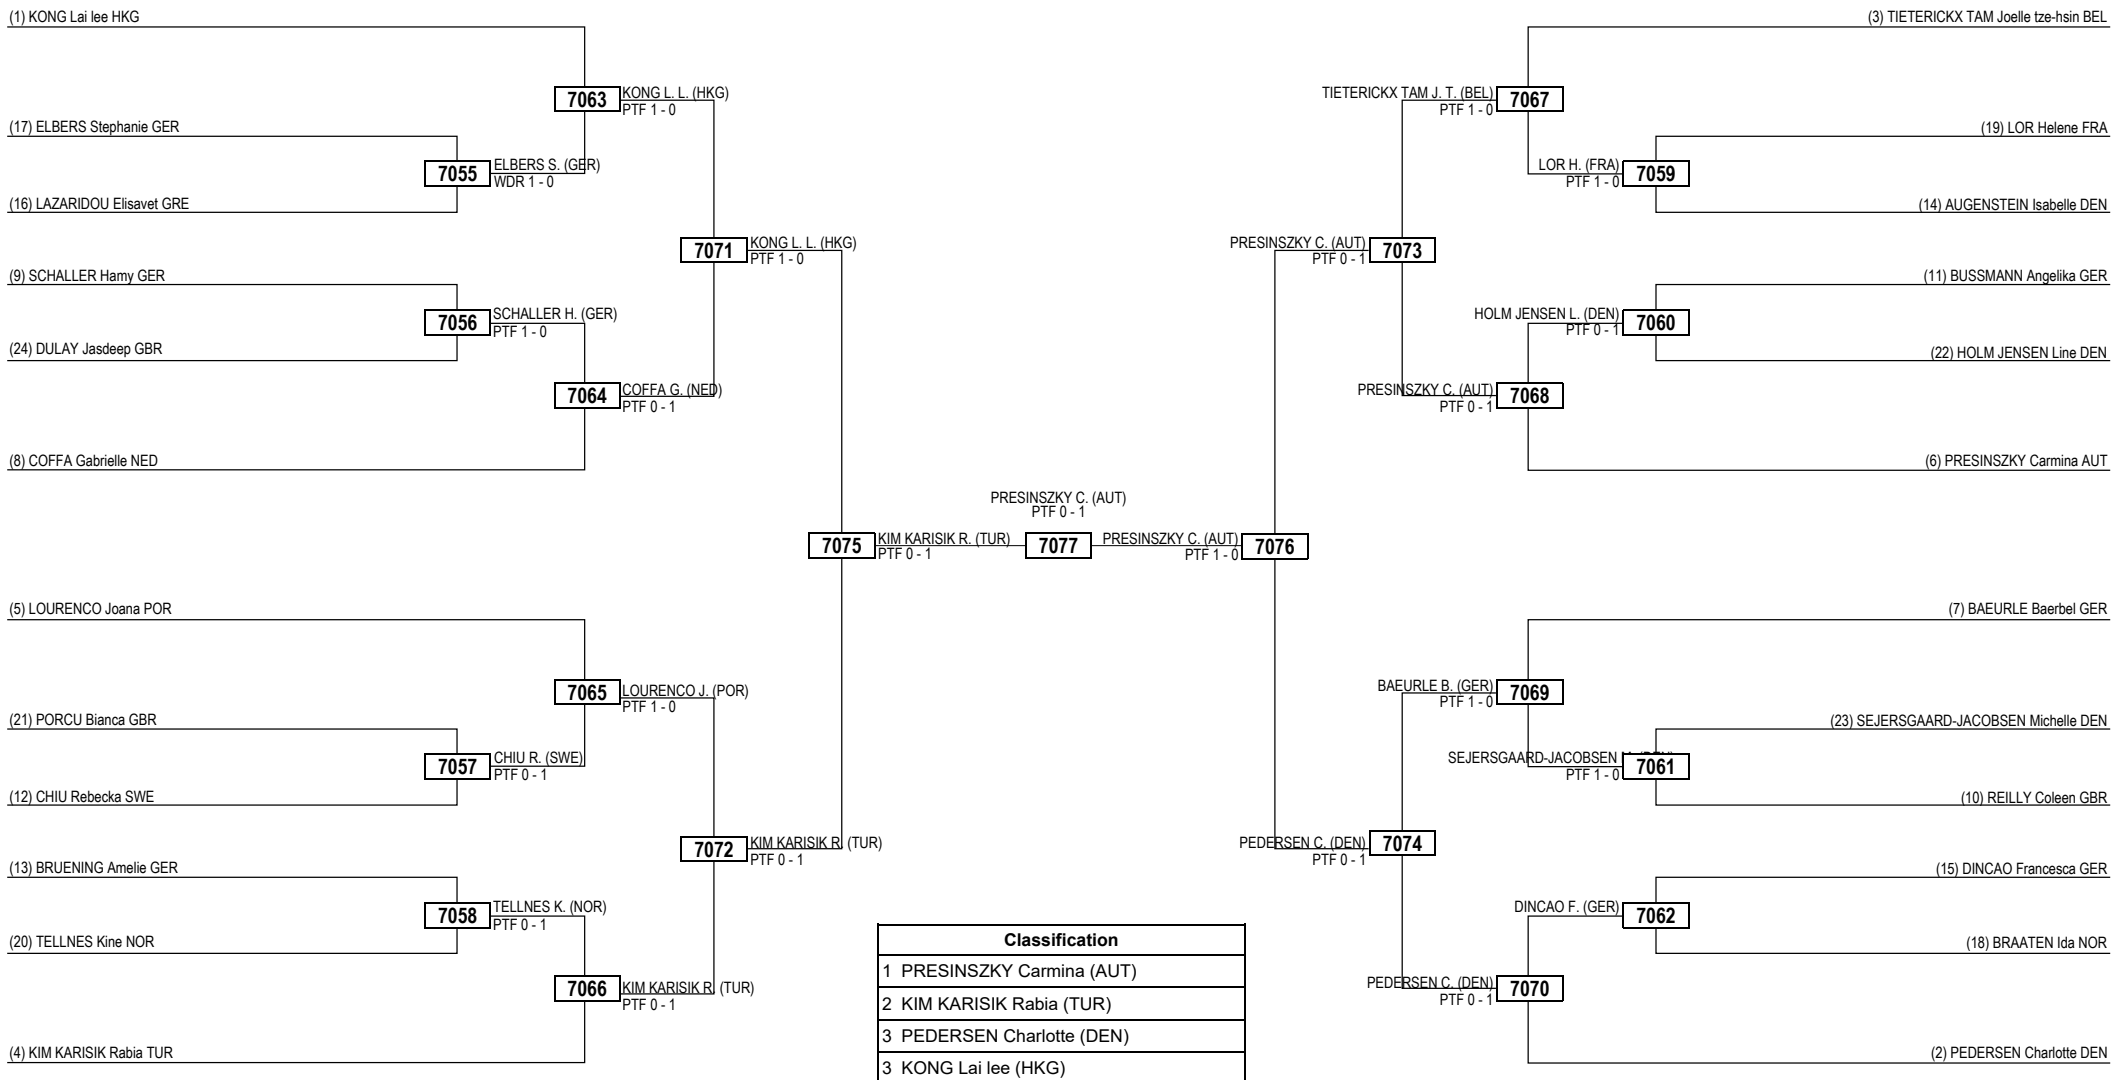 (1) KONG Lai lee HKG
7063
KONG L. L. (HKG)
PTF 1 - 0
(17) ELBERS Stephanie GER
7055
ELBERS S. (GER)
WDR 1 - 0
(16) LAZARIDOU Elisavet GRE
7071
KONG L. L. (HKG)
PTF 1 - 0
(9) SCHALLER Hamy GER
7056
SCHALLER H. (GER)
PTF 1 - 0
(24) DULAY Jasdeep GBR
7064
COFFA G. (NED)
PTF 0 - 1
(8) COFFA Gabrielle NED
7075
KIM KARISIK R. (TUR)
PTF 0 - 1
(5) LOURENCO Joana POR
7065
LOURENCO J. (POR)
PTF 1 - 0
(21) PORCU Bianca GBR
7057
CHIU R. (SWE)
PTF 0 - 1
(12) CHIU Rebecka SWE
7072
KIM KARISIK R. (TUR)
PTF 0 - 1
(13) BRUENING Amelie GER
7058
TELLNES K. (NOR)
PTF 0 - 1
(20) TELLNES Kine NOR
7066
KIM KARISIK R. (TUR)
PTF 0 - 1
(4) KIM KARISIK Rabia TUR
PRESINSZKY C. (AUT)
PTF 0 - 1
7077
PRESINSZKY C. (AUT)
PTF 1 - 0
7076
(3) TIETERICKX TAM Joelle tze-hsin BEL
TIETERICKX TAM J. T. (BEL)
PTF 1 - 0
7067
(19) LOR Helene FRA
LOR H. (FRA)
PTF 1 - 0
7059
(14) AUGENSTEIN Isabelle DEN
PRESINSZKY C. (AUT)
PTF 0 - 1
7073
(11) BUSSMANN Angelika GER
HOLM JENSEN L. (DEN)
PTF 0 - 1
7060
(22) HOLM JENSEN Line DEN
PRESINSZKY C. (AUT)
PTF 0 - 1
7068
(6) PRESINSZKY Carmina AUT
(7) BAEURLE Baerbel GER
BAEURLE B. (GER)
PTF 1 - 0
7069
(23) SEJERSGAARD-JACOBSEN Michelle DEN
SEJERSGAARD-JACOBSEN
PTF 1 - 0
7061
(10) REILLY Coleen GBR
PEDERSEN C. (DEN)
PTF 0 - 1
7074
(15) DINCAO Francesca GER
DINCAO F. (GER)
7062
(18) BRAATEN Ida NOR
PEDERSEN C. (DEN)
PTF 0 - 1
7070
(2) PEDERSEN Charlotte DEN
Classification
1 PRESINSZKY Carmina (AUT)
2 KIM KARISIK Rabia (TUR)
3 PEDERSEN Charlotte (DEN)
3 KONG Lai lee (HKG)